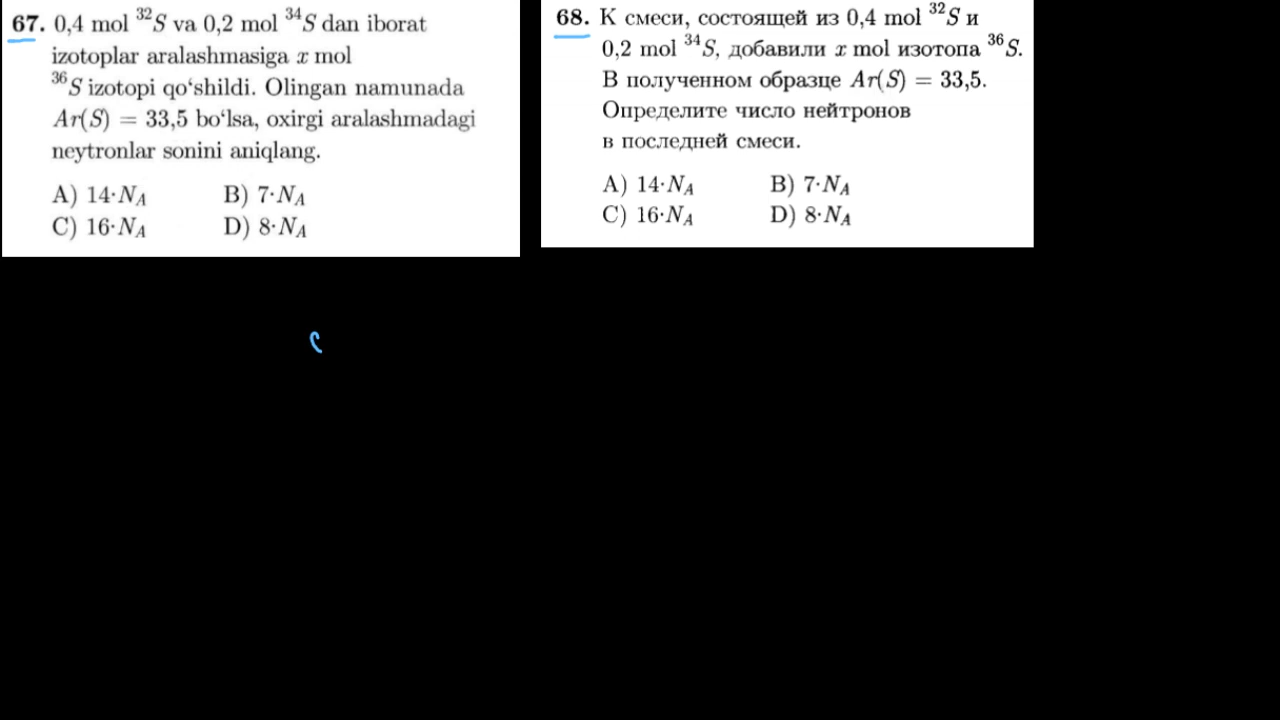 67. 0,4 mol ³²S va 0,2 mol ³⁴S dan iborat
izotoplar aralashmasiga x mol
³⁶S izotopi qo‘shildi. Olingan namunada
Ar(S) = 33,5 bo‘lsa, oxirgi aralashmadagi
neytronlar sonini aniqlang.
A) 14·N_A B) 7·N_A
C) 16·N_A D) 8·N_A
68. К смеси, состоящей из 0,4 mol ³²S и
0,2 mol ³⁴S, добавили x mol изотопа ³⁶S.
В полученном образце Ar(S) = 33,5.
Определите число нейтронов
в последней смеси.
A) 14·N_A B) 7·N_A
C) 16·N_A D) 8·N_A